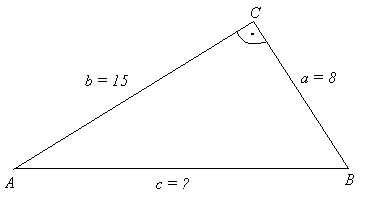 C
b = 15
a = 8
A
c = ?
B